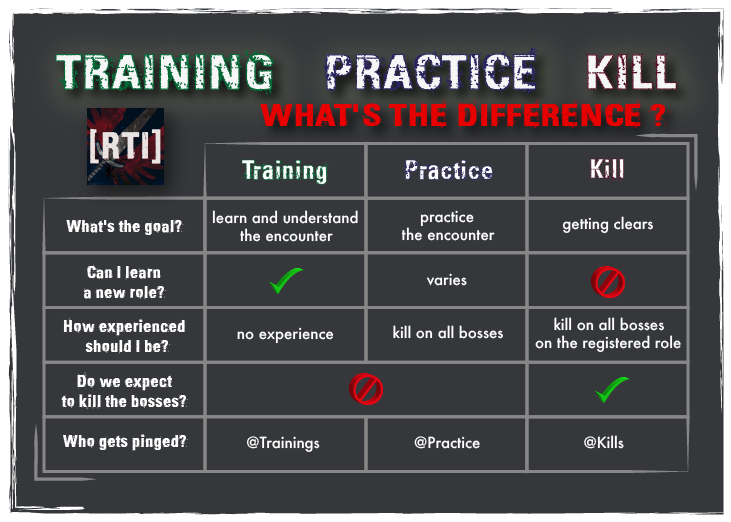 TRAINING PRACTICE KILL
WHAT'S THE DIFFERENCE ?
[RTI]
Training Practice Kill
What's the goal?
learn and understand
the encounter
practice
the encounter
getting clears
Can I learn
a new role?
varies
How experienced
should I be?
no experience
kill on all bosses
kill on all bosses
on the registered role
Do we expect
to kill the bosses?
Who gets pinged?
@Trainings
@Practice
@Kills